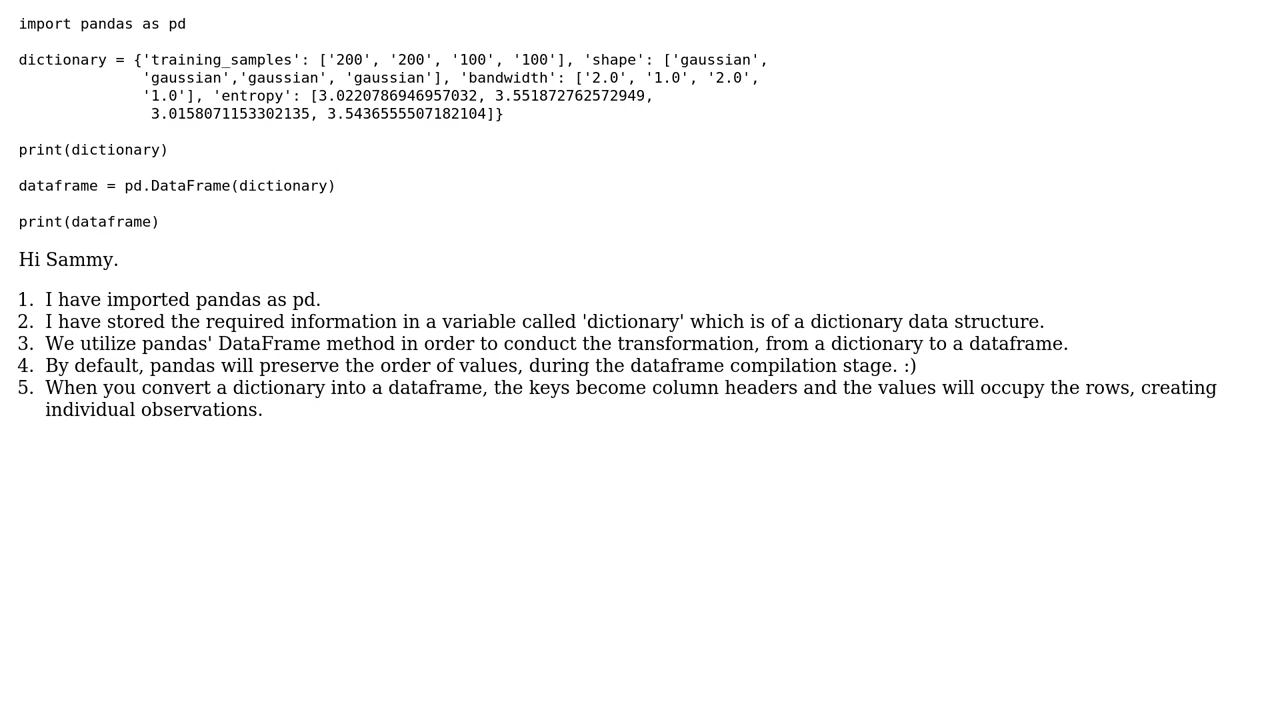 import pandas as pd
dictionary = {'training_samples': ['200', '200', '100', '100'], 'shape': ['gaussian',
'gaussian','gaussian', 'gaussian'], 'bandwidth': ['2.0', '1.0', '2.0',
'1.0'], 'entropy': [3.0220786946957032, 3.551872762572949,
3.0158071153302135, 3.5436555507182104]}
print(dictionary)
dataframe = pd.DataFrame(dictionary)
print(dataframe)
Hi Sammy.
1. I have imported pandas as pd.
2. I have stored the required information in a variable called 'dictionary' which is of a dictionary data structure.
3. We utilize pandas' DataFrame method in order to conduct the transformation, from a dictionary to a dataframe.
4. By default, pandas will preserve the order of values, during the dataframe compilation stage. :)
5. When you convert a dictionary into a dataframe, the keys become column headers and the values will occupy the rows, creating
individual observations.